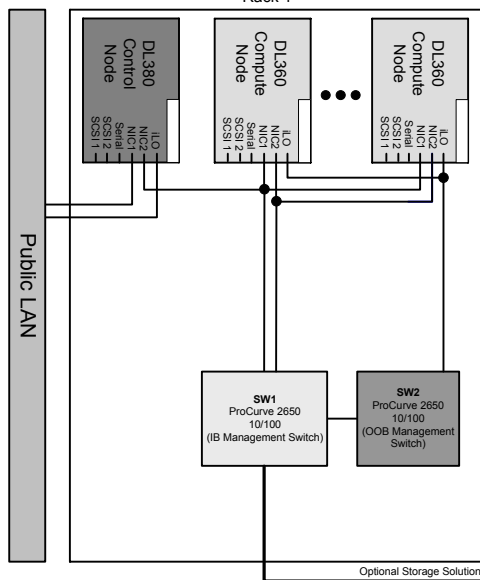 DL380
Control
Node
SCSI 1
SCSI 2
Serial
NIC1
NIC2
iLO
DL360
Compute
Node
SCSI 1
SCSI 2
Serial
NIC1
NIC2
iLO
DL360
Compute
Node
SCSI 1
SCSI 2
Serial
NIC1
NIC2
iLO
Public LAN
SW1
ProCurve 2650
10/100
(IB Management Switch)
SW2
ProCurve 2650
10/100
(OOB Management
Switch)
Optional Storage Solution